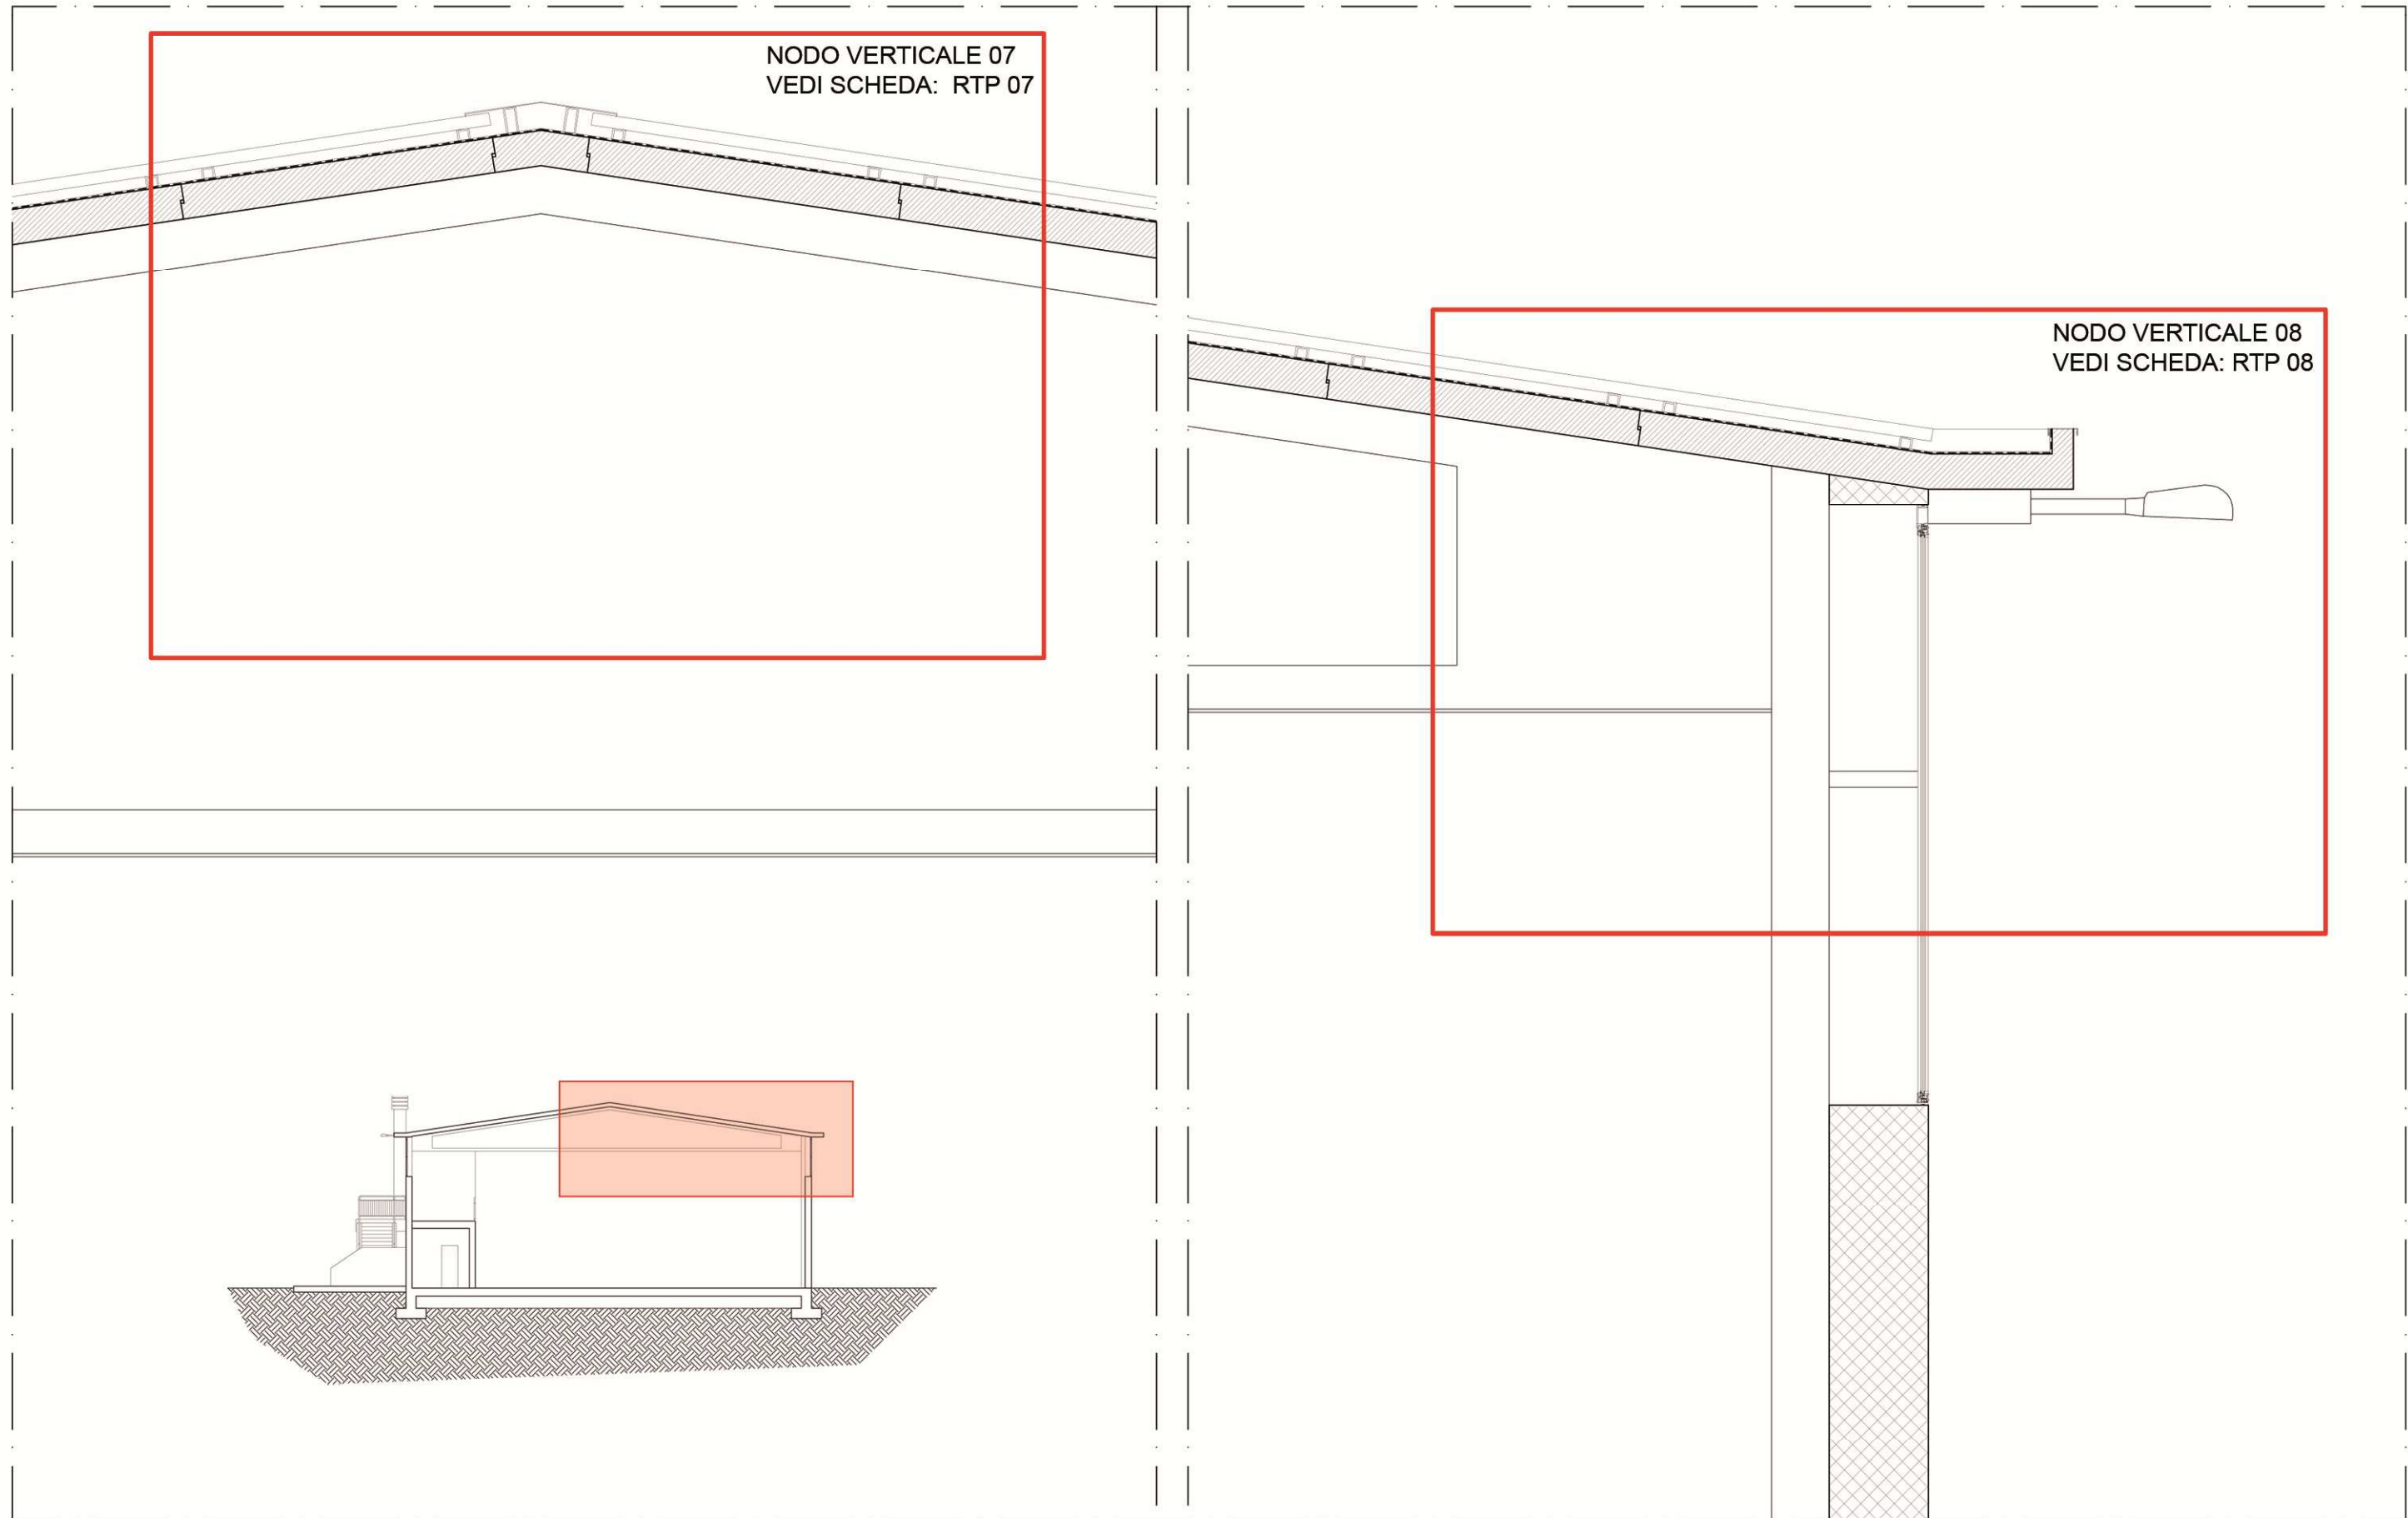 NODO VERTICALE 07
VEDI SCHEDA: RTP 07
NODO VERTICALE 08
VEDI SCHEDA: RTP 08